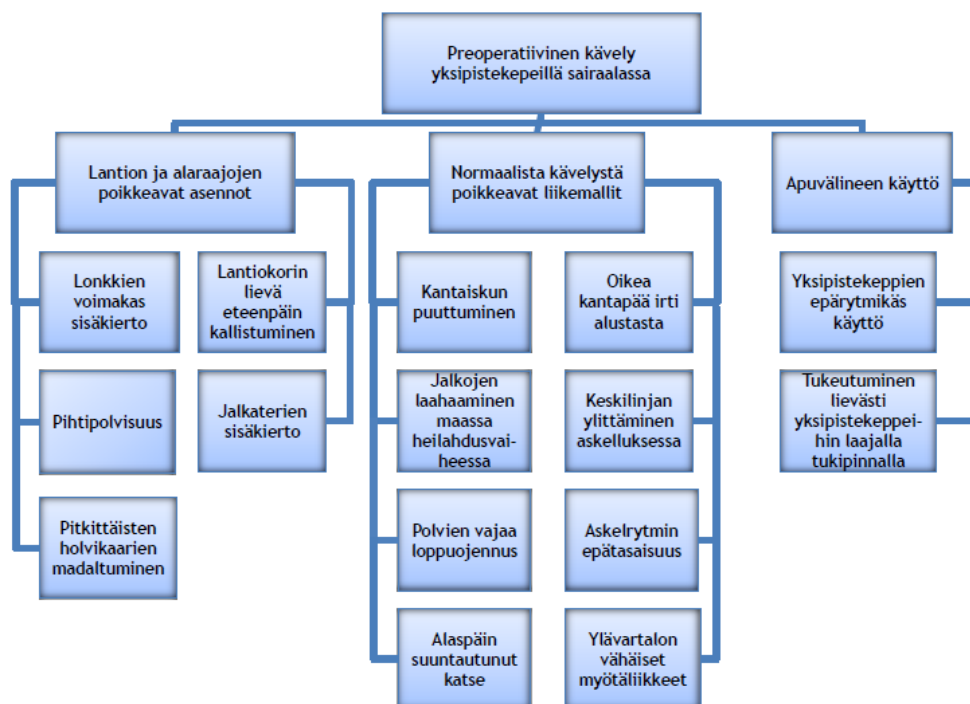 Preoperatiivinen kävely
yksipistekepeillä sairaalassa
Lantion ja alaraajojen
poikkeavat asennot
Normaalista kävelystä
poikkeavat liikemallit
Apuvälineen käyttö
Lonkkien
voimakas
sisäkierto
Lantiokorin
lievä
eteenpäin
kallistuminen
Kantaiskun
puuttuminen
Oikea
kantapää irti
alustasta
Yksipistekeppien
epärytmikäs
käyttö
Pihtipolvisuus
Jalkaterien
sisäkierto
Jalkojen
laahaaminen
maassa
heilahdusvai-
heessa
Keskilinjan
ylittäminen
askelluksessa
Tukeutuminen
lievästi
yksipistekeppei-
hin laajalla
tukipinnalla
Pitkittäisten
holvikaarien
madaltuminen
Polvien vajaa
loppuojennus
Askelrytmin
epätasaisuus
Alaspäin
suuntautunut
katse
Ylävartalon
vähäiset
myötäliikkeet